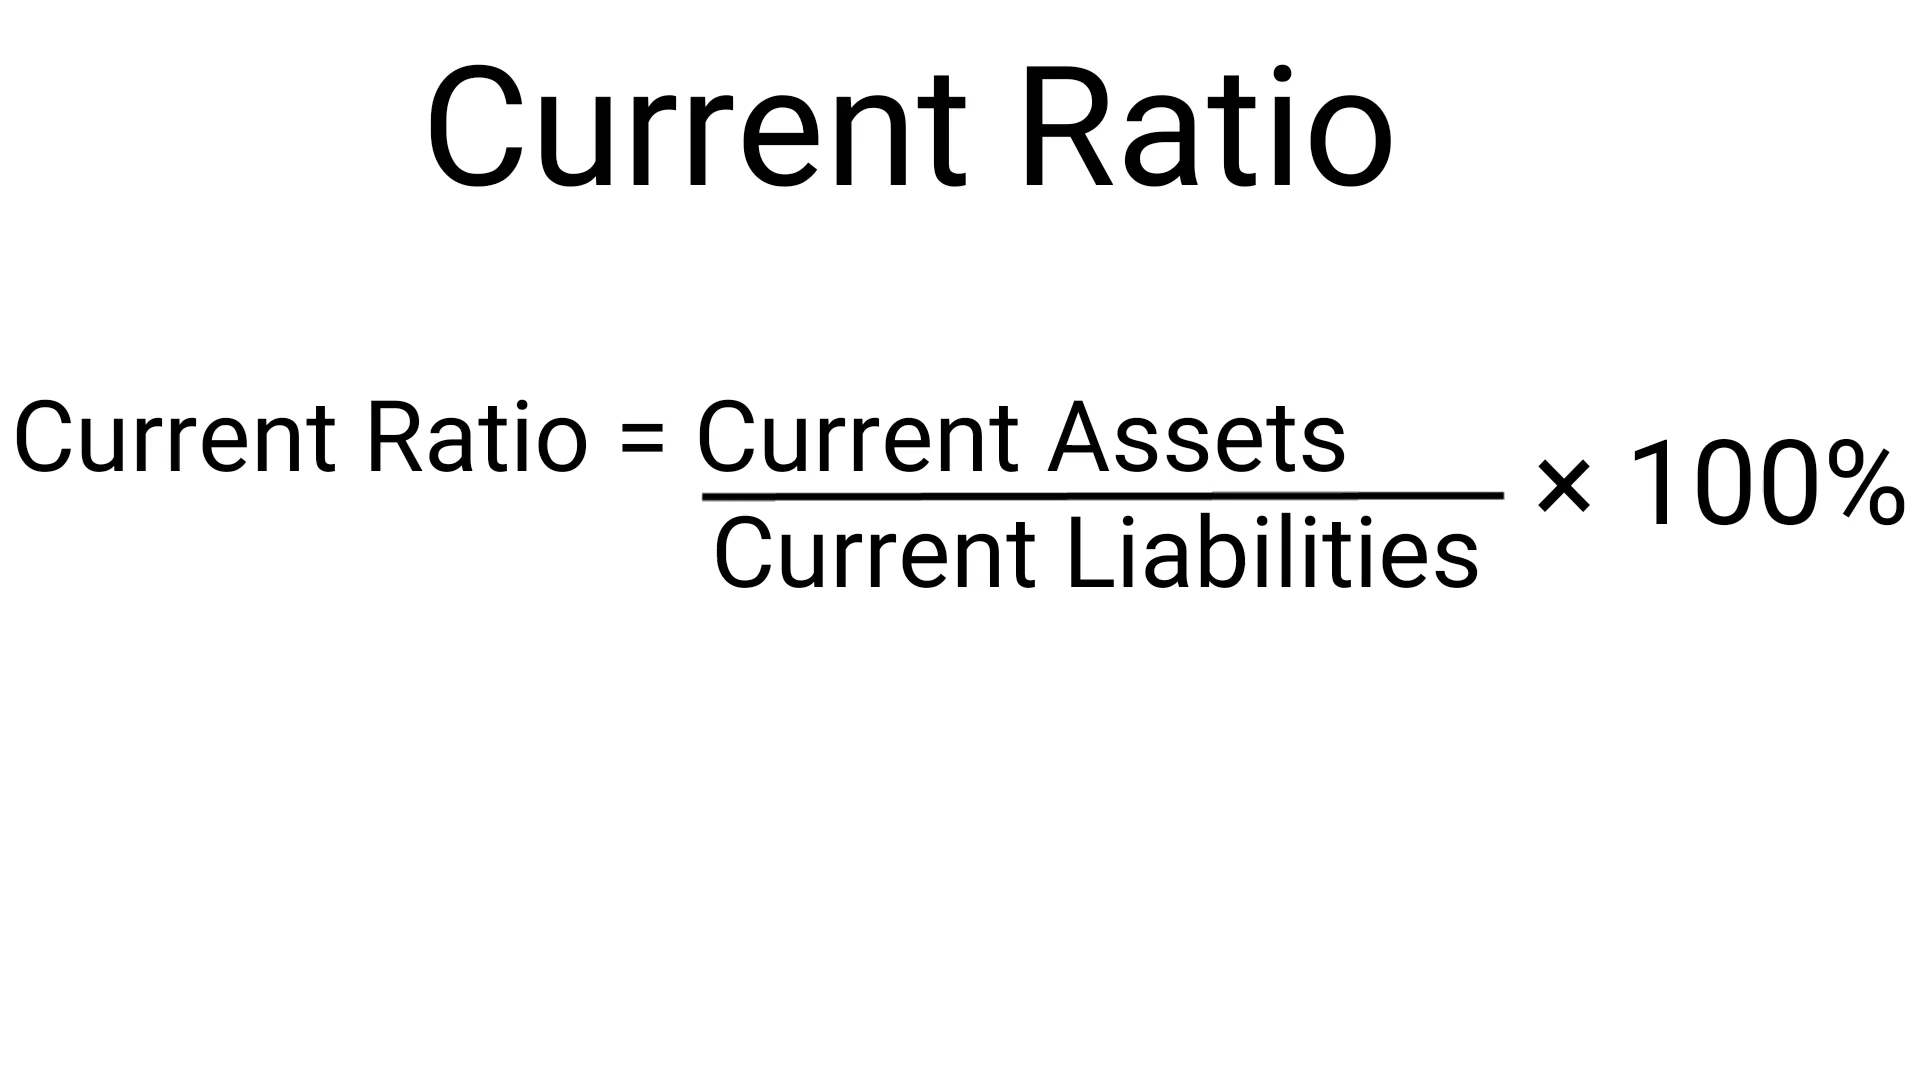 Current Ratio
Current Ratio = Current Assets
Current Liabilities
× 100%